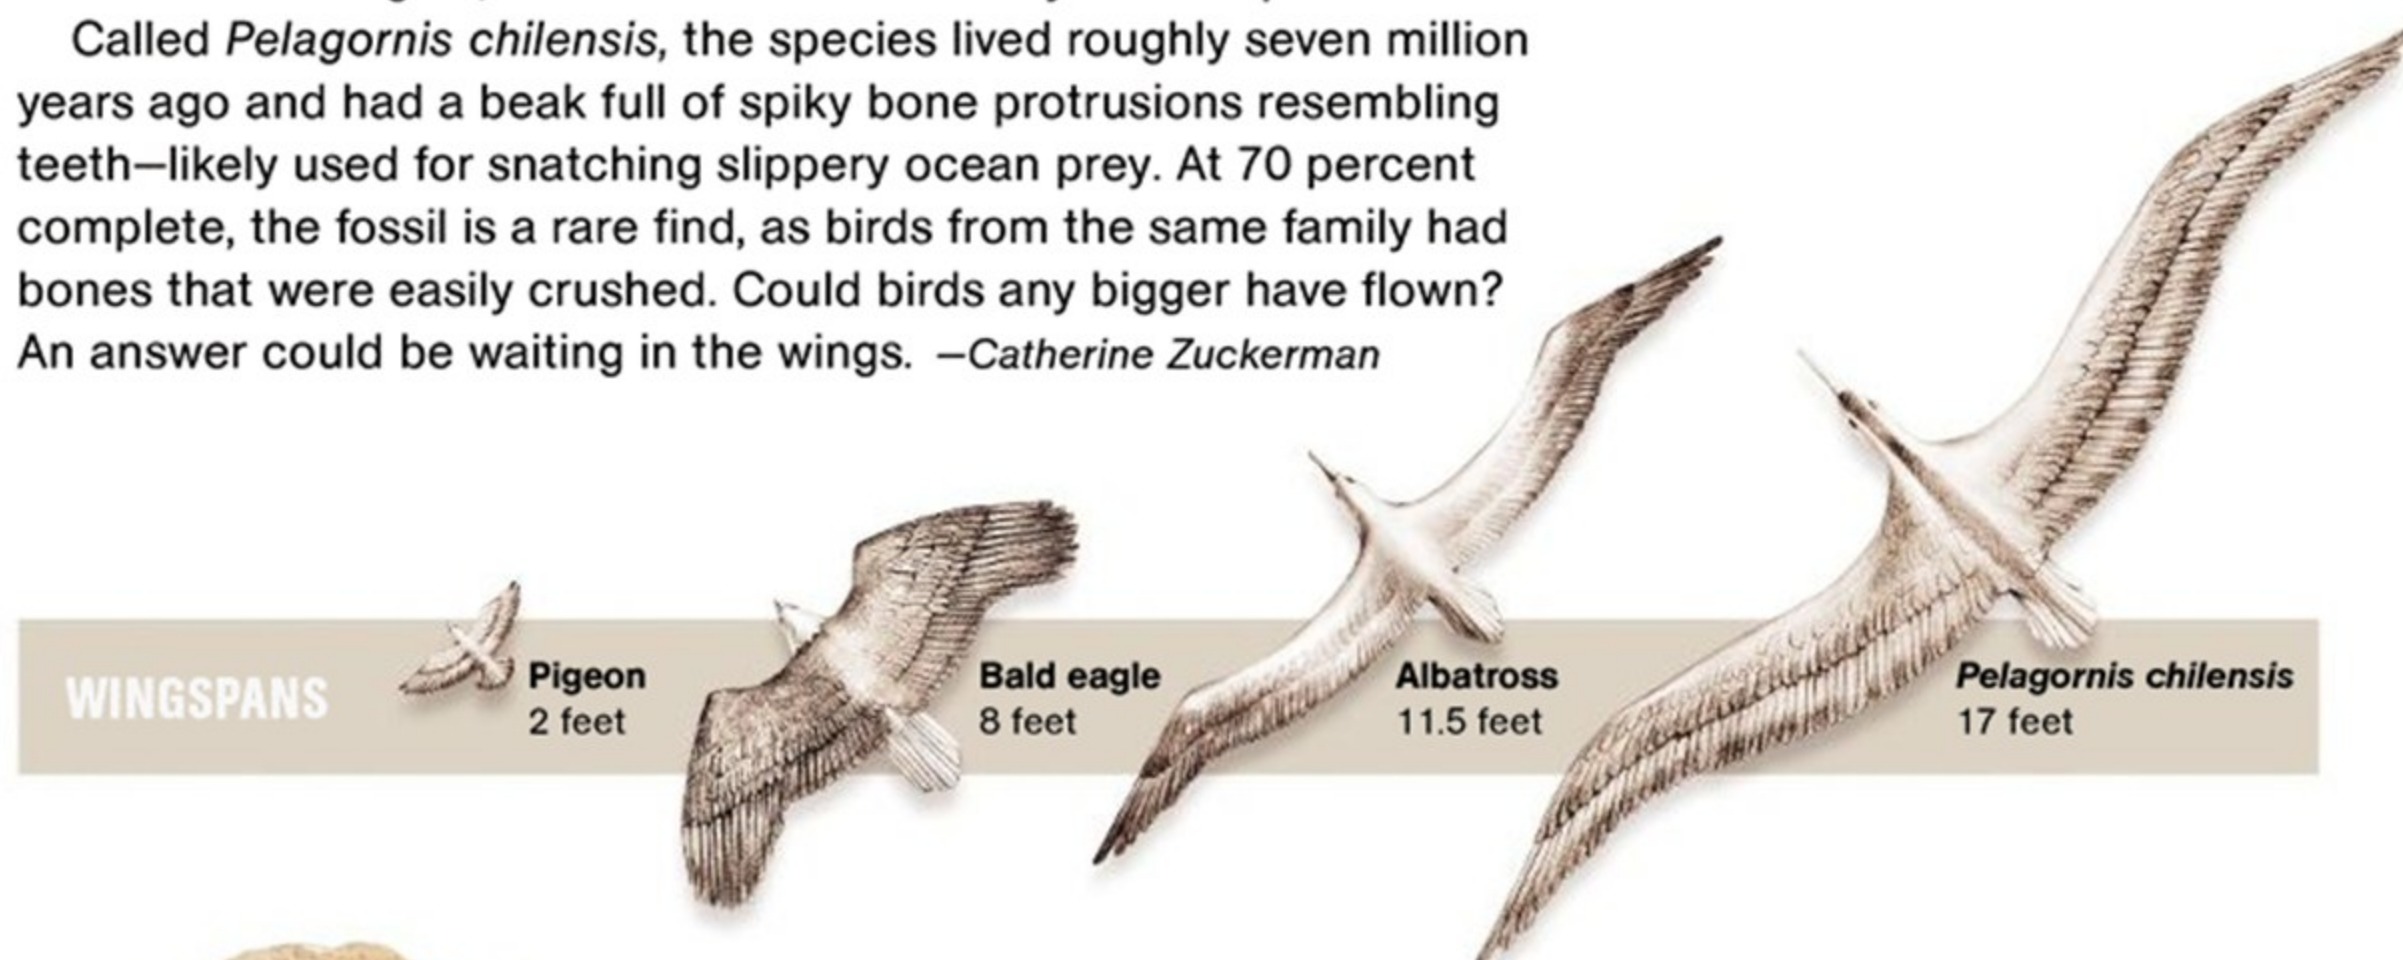 Called Pelagornis chilensis, the species lived roughly seven million
years ago and had a beak full of spiky bone protrusions resembling
teeth—likely used for snatching slippery ocean prey. At 70 percent
complete, the fossil is a rare find, as birds from the same family had
bones that were easily crushed. Could birds any bigger have flown?
An answer could be waiting in the wings. —Catherine Zuckerman
WINGSPANS
Pigeon
2 feet
Bald eagle
8 feet
Albatross
11.5 feet
Pelagornis chilensis
17 feet